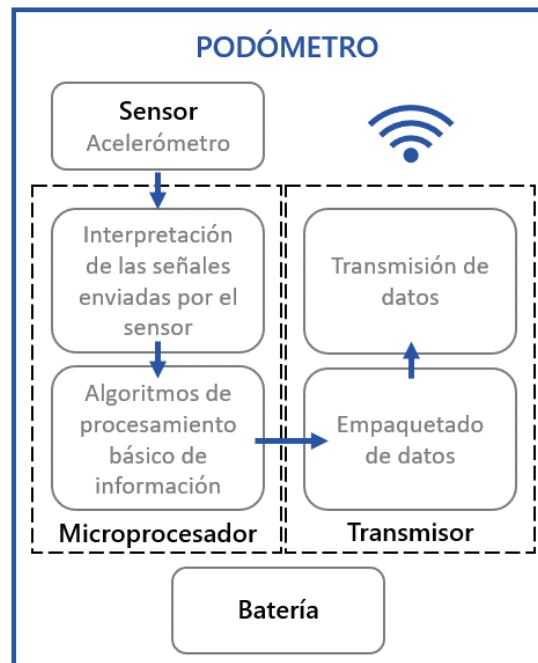 PODÓMETRO
Sensor
Acelerómetro
Interpretación
de las señales
enviadas por el
sensor
Algoritmos de
procesamiento
básico de
información
Microprocesador
Transmisión de
datos
Empaquetado
de datos
Transmisor
Batería